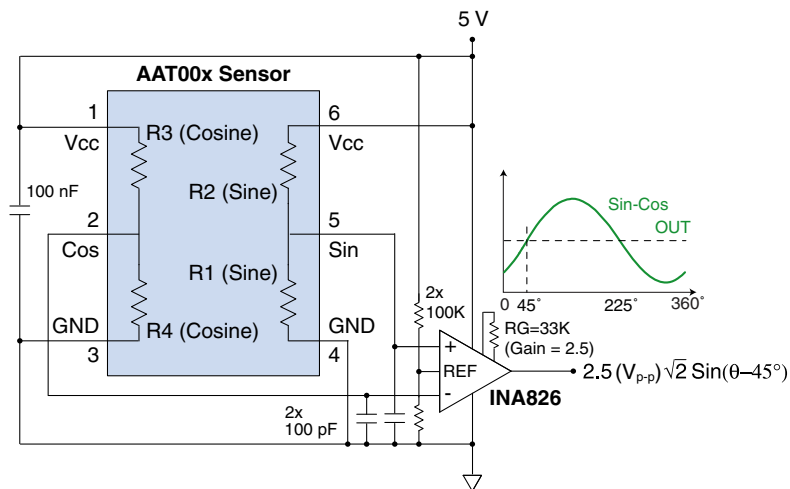 5 V
AAT00x Sensor
1
Vcc
R3 (Cosine)
6
Vcc
R2 (Sine)
100 nF
2
Cos
5
Sin
R1 (Sine)
GND
3
R4 (Cosine)
GND
4
Sin-Cos
OUT
0 45° 225° 360°
2x
100K
RG=33K
(Gain = 2.5)
+
REF
-
INA826
2.5 (Vp-p) √2 Sin(θ–45°)
2x
100 pF